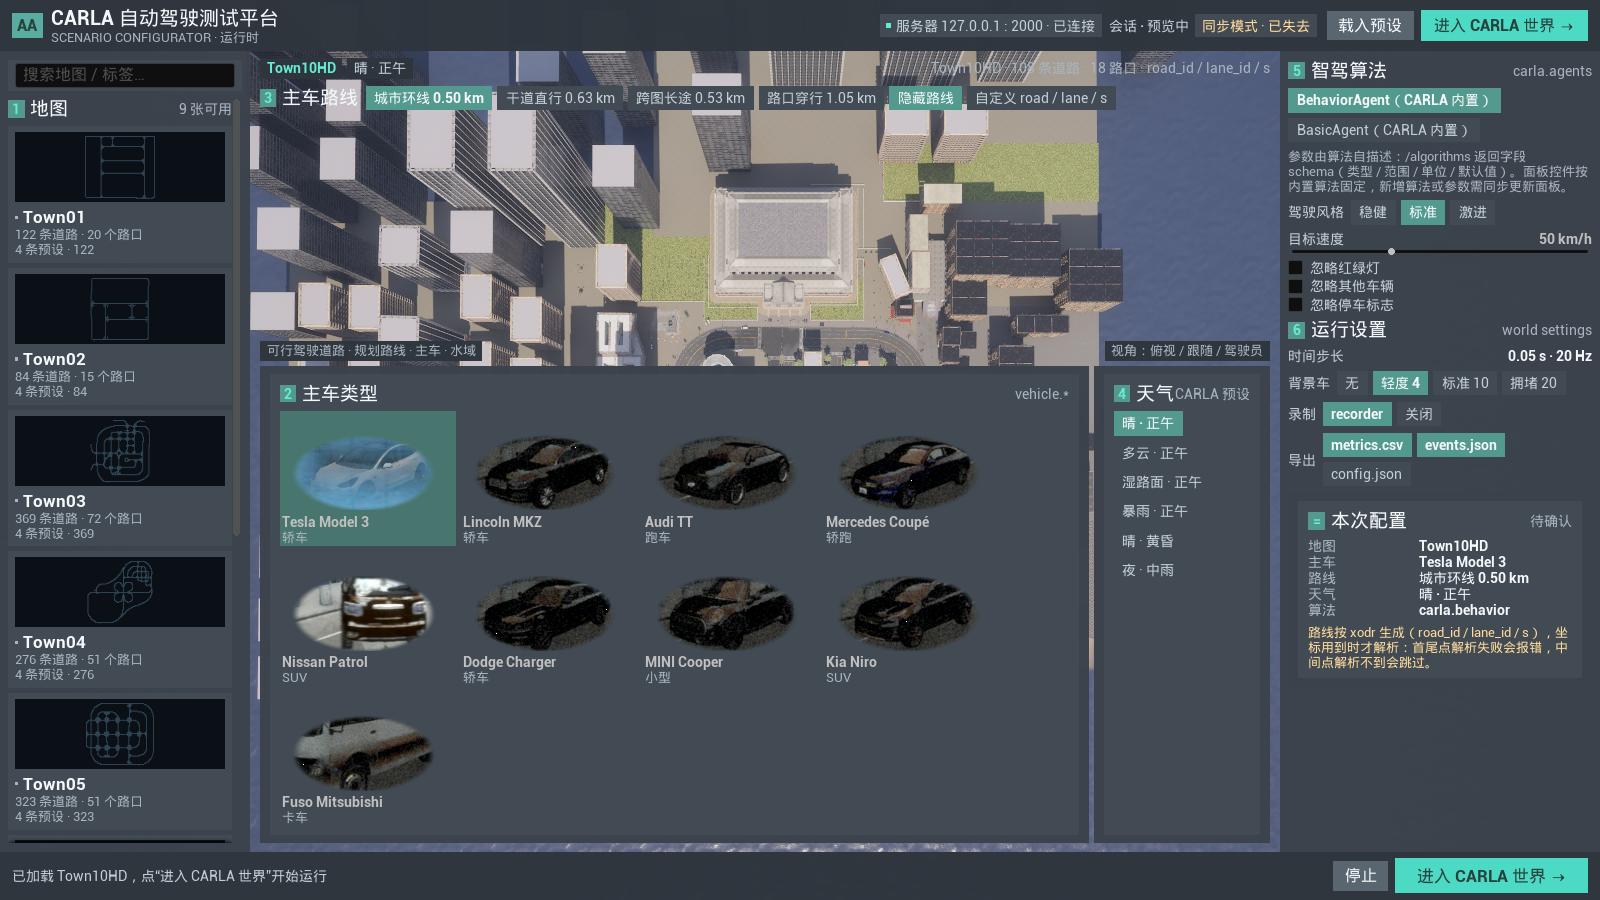 AA
CARLA 自动驾驶测试平台
SCENARIO CONFIGURATOR · 运行时
服务器 127.0.0.1 : 2000 · 已连接
会话 · 预览中
同步模式 · 已失去
载入预设
进入 CARLA 世界 →
搜索地图 / 标签...
1 地图
9 张可用
Town01
122 条道路 · 20 个路口
4 条预设 · 122
Town02
84 条道路 · 15 个路口
4 条预设 · 84
Town03
369 条道路 · 72 个路口
4 条预设 · 369
Town04
276 条道路 · 51 个路口
4 条预设 · 276
Town05
323 条道路 · 51 个路口
4 条预设 · 323
Town10HD 晴 · 正午
Town10HD · 109 条道路 · 18 路口 · road_id / lane_id / s
3 主车路线
城市环线 0.50 km
干道直行 0.63 km
跨图长途 0.53 km
路口穿行 1.05 km
隐藏路线
自定义 road / lane / s
可行驾驶道路 · 规划路线 · 主车 · 水域
视角 : 俯视 / 跟随 / 驾驶员
2 主车类型
vehicle.*
Tesla Model 3
轿车
Lincoln MKZ
轿车
Audi TT
跑车
Mercedes Coupé
轿跑
Nissan Patrol
SUV
Dodge Charger
轿车
MINI Cooper
小型
Kia Niro
SUV
Fuso Mitsubishi
卡车
4 天气
CARLA 预设
晴 · 正午
多云 · 正午
湿路面 · 正午
暴雨 · 正午
晴 · 黄昏
夜 · 中雨
5 智驾算法
carla.agents
BehaviorAgent（CARLA 内置）
BasicAgent（CARLA 内置）
参数由算法自描述：/algorithms 返回字段
schema（类型 / 范围 / 单位 / 默认值）。面板控件按
内置算法固定，新增算法或参数需同步更新面板。
驾驶风格
稳健
标准
激进
目标速度
50 km/h
忽略红绿灯
忽略其他车辆
忽略停车标志
6 运行设置
world settings
时间步长
0.05 s · 20 Hz
背景车
无
轻度 4
标准 10
拥堵 20
录制
recorder
关闭
导出
metrics.csv
events.json
config.json
= 本次配置
待确认
地图 Town10HD
主车 Tesla Model 3
路线 城市环线 0.50 km
天气 晴 · 正午
算法 carla.behavior
路线按 xodr 生成（road_id / lane_id / s），坐
标用到时才解析：首尾点解析失败会报错，中
间点解析不到会跳过。
已加载 Town10HD，点“进入 CARLA 世界”开始运行
停止
进入 CARLA 世界 →